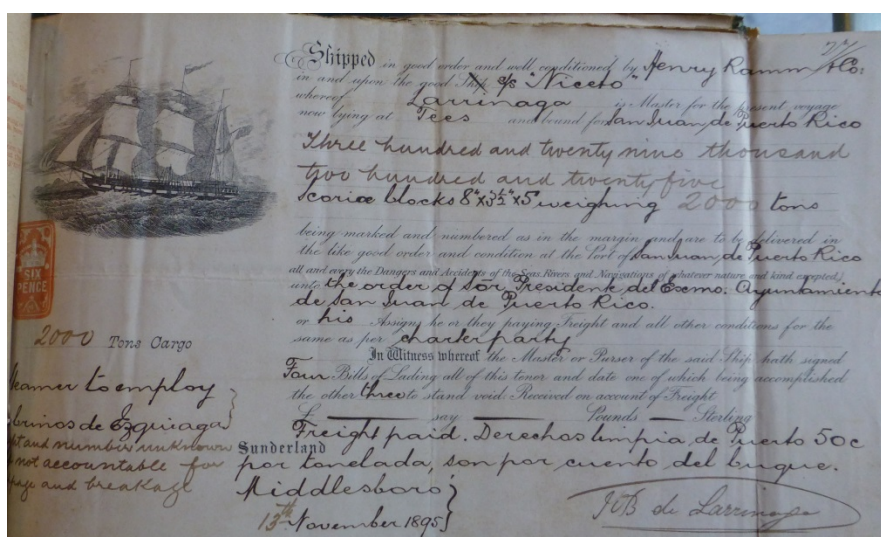 27
Shipped in good order and well conditioned by Henry Ramm & Co:
in and upon the good Ship S/S "Niceto"
whereof Larrinaga is Master for the present voyage
now lying at Tees and bound for San Juan, de Puerto Rico
Three hundred and twenty nine thousand
two hundred and twenty five
Scoriæ blocks 8"x3½"x5 weighing 2000 tons
being marked and numbered as in the margin and are to be delivered in
the like good order and condition at the Port of San Juan, de Puerto Rico
all and every the Dangers and Accidents of the Seas, Rivers and Navigations of whatever nature and kind excepted)
unto the order of Sor President del Exmo. Ayuntamiento
de San Juan de Puerto Rico.
or his Assigns he or they paying Freight and all other conditions for the
same as per charter party
In Witness whereof the Master or Purser of the said Ship hath signed
Four Bills of Lading all of this tenor and date one of which being accomplished
the other three to stand void. Received on account of Freight
£ say Pounds Sterling
Freight paid. Derechos limpia de Puerto 50c
por tonelada, son por cuento del buque.
Sunderland
Middlesboro
13th November 1895
JVB de Larrinaga
SIX
PENCE
2000 Tons Cargo
Steamer to employ
de Ezquiaga
and number unknown
not accountable for
and breakage